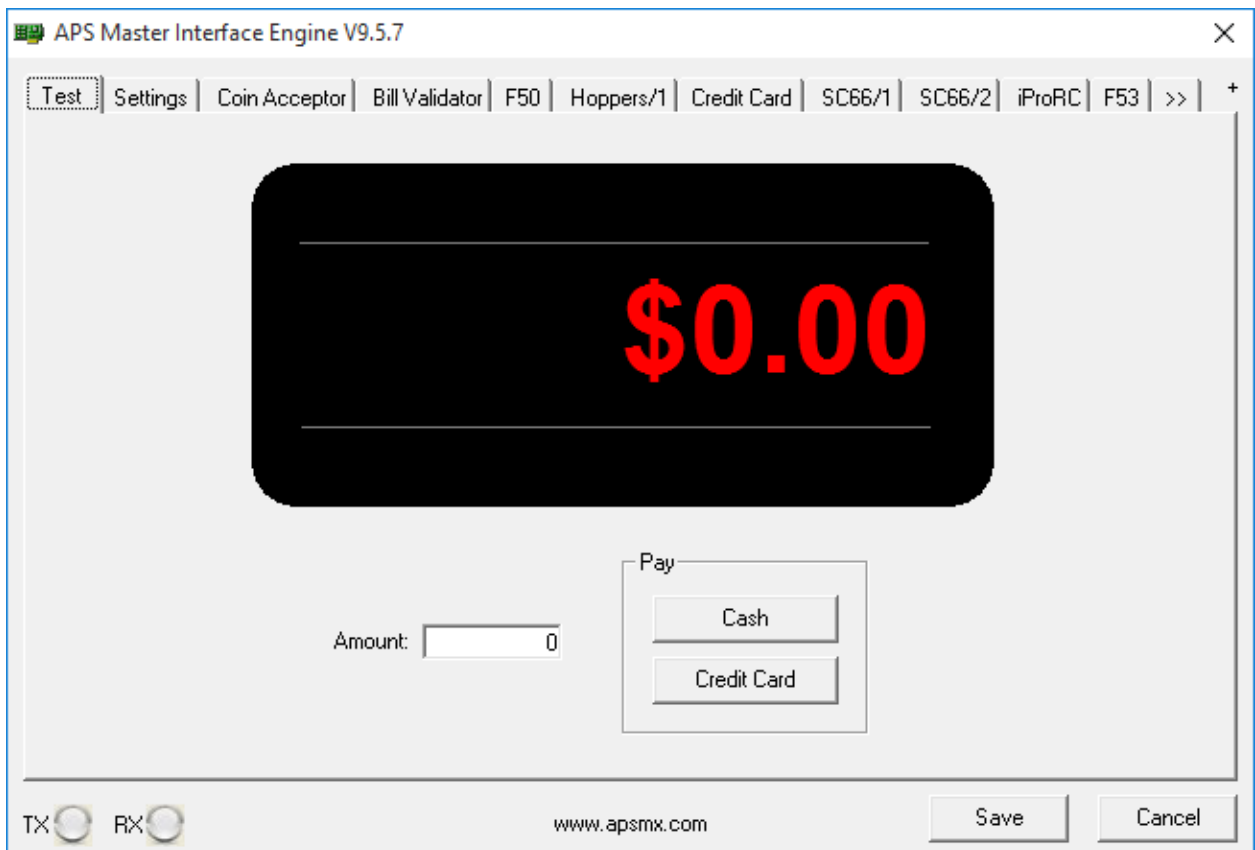 APS Master Interface Engine V9.5.7
Test Settings Coin Acceptor Bill Validator F50 Hoppers/1 Credit Card SC66/1 SC66/2 iProRC F53 >> +
$0.00
Pay
Cash
Amount: 0
Credit Card
TX RX www.apsmx.com Save Cancel